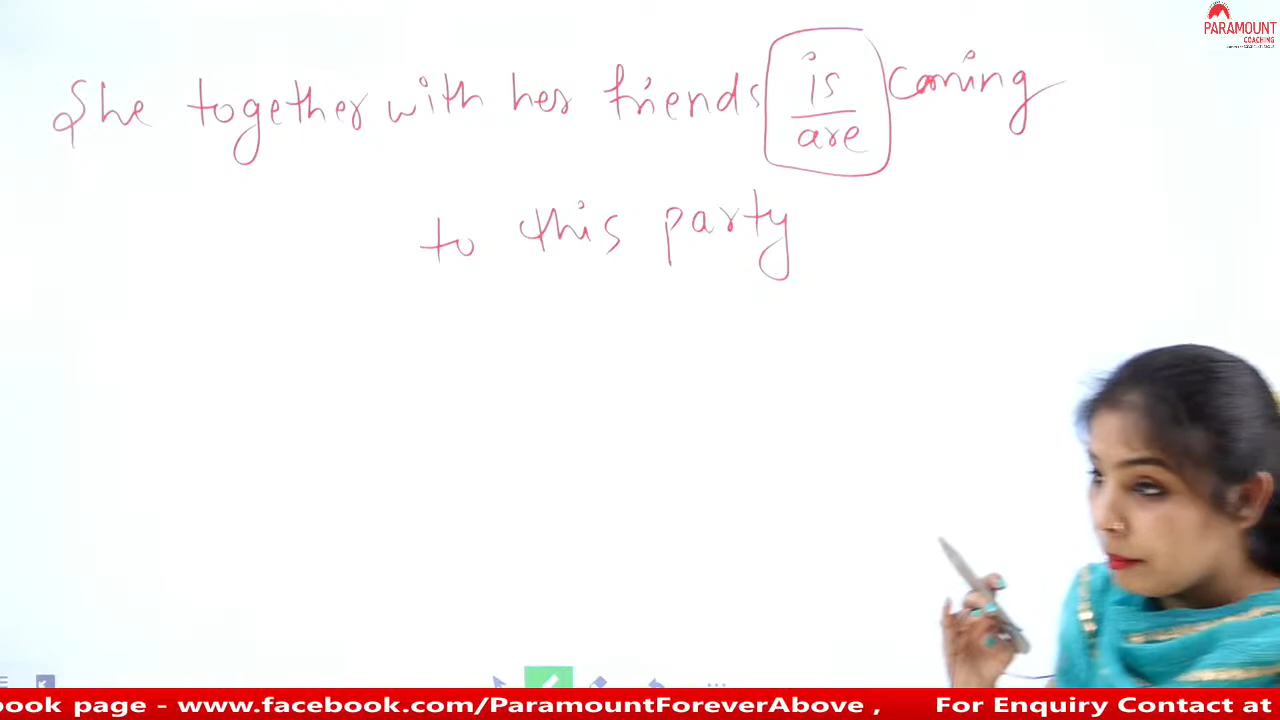 PARAMOUNT
COACHING
She together with her friends is/are coming
to this party
ook page - www.facebook.com/ParamountForeverAbove , For Enquiry Contact at